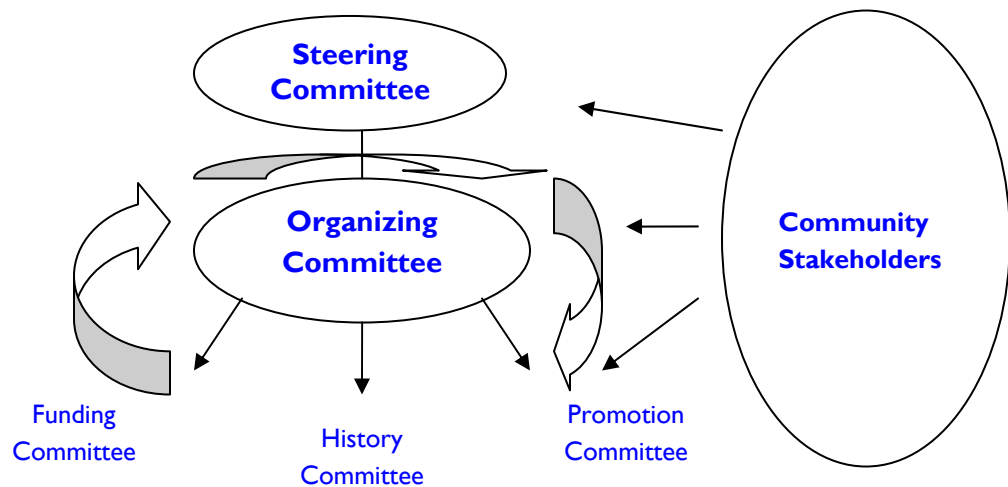 Steering
Committee
Organizing
Committee
Community
Stakeholders
Funding
Committee
History
Committee
Promotion
Committee